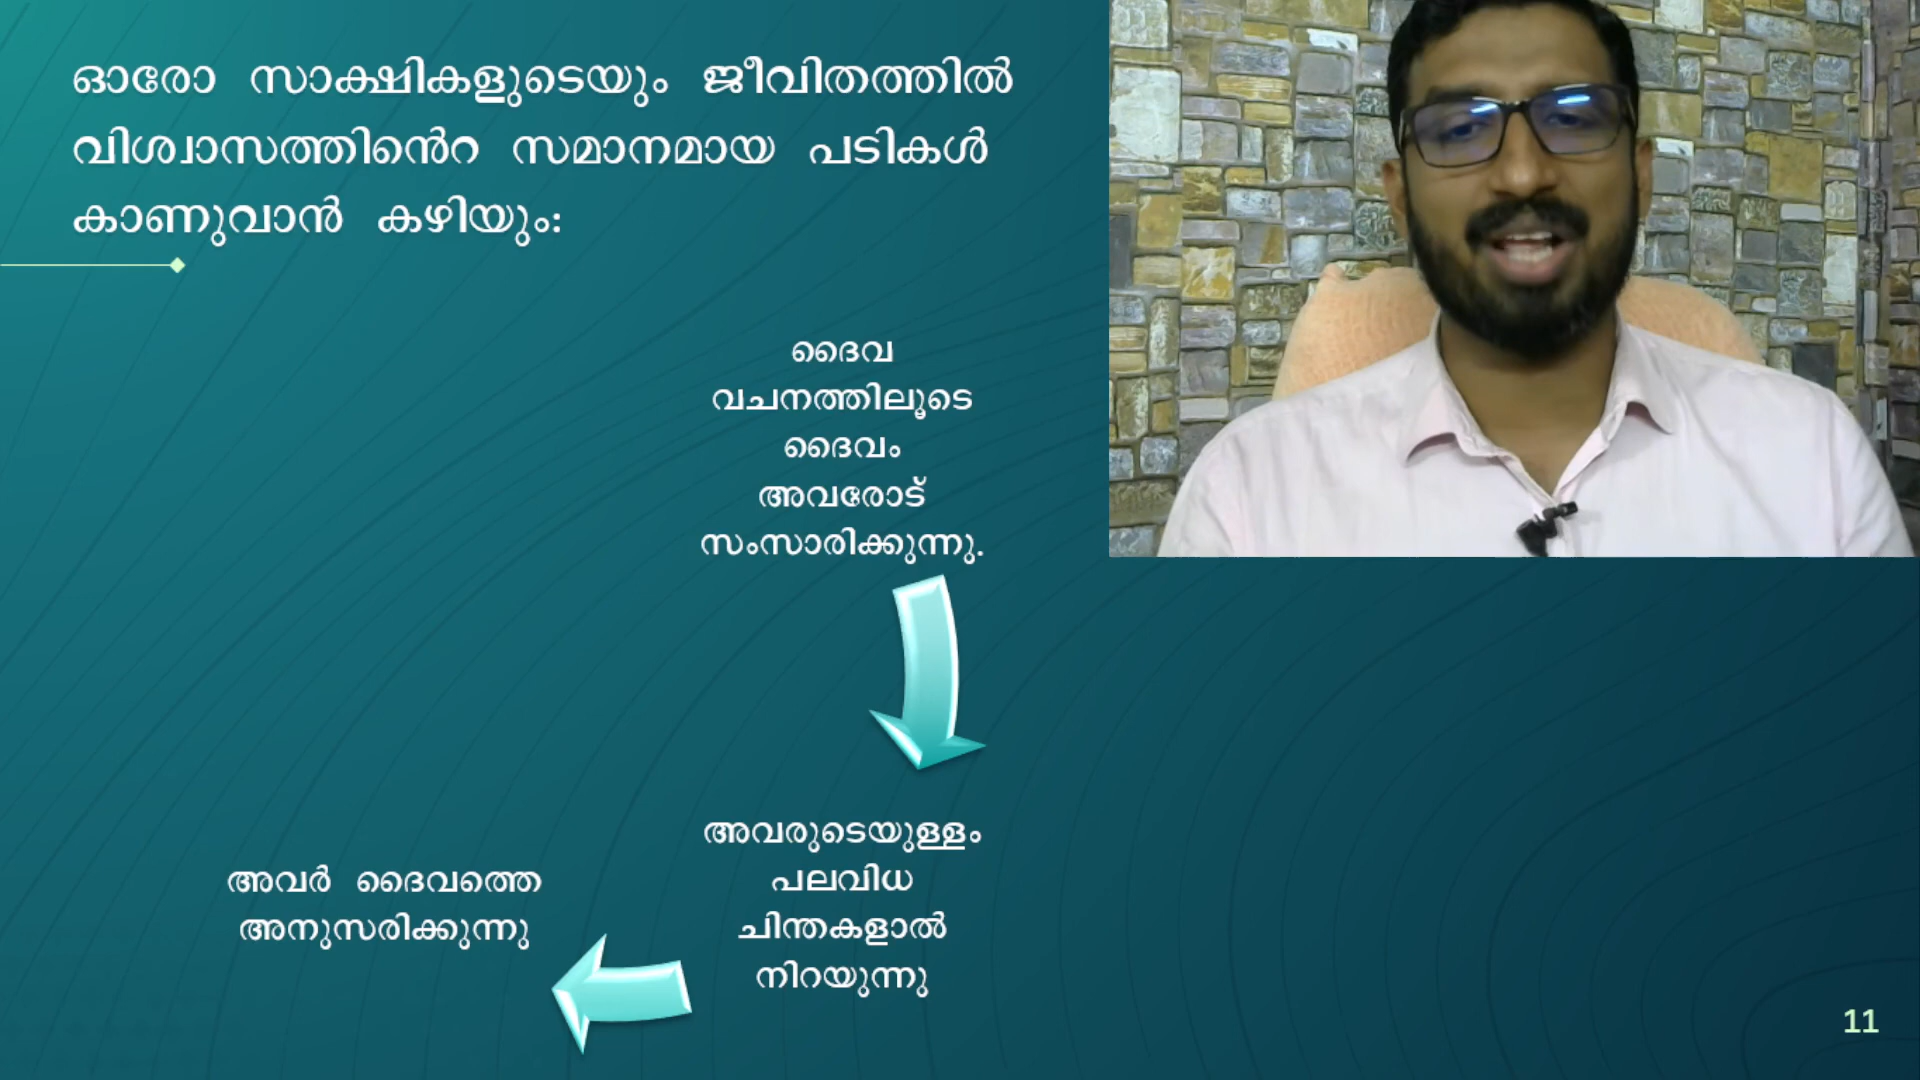 ഓരോ സാക്ഷികളുടെയും ജീവിതത്തിൽ
വിശ്വാസത്തിൻെറ സമാനമായ പടികൾ
കാണുവാൻ കഴിയും:
ദൈവ
വചനത്തിലൂടെ
ദൈവം
അവരോട്
സംസാരിക്കുന്നു.
അവരുടെയുള്ളം
പലവിധ
ചിന്തകളാൽ
നിറയുന്നു
അവർ ദൈവത്തെ
അനുസരിക്കുന്നു
11